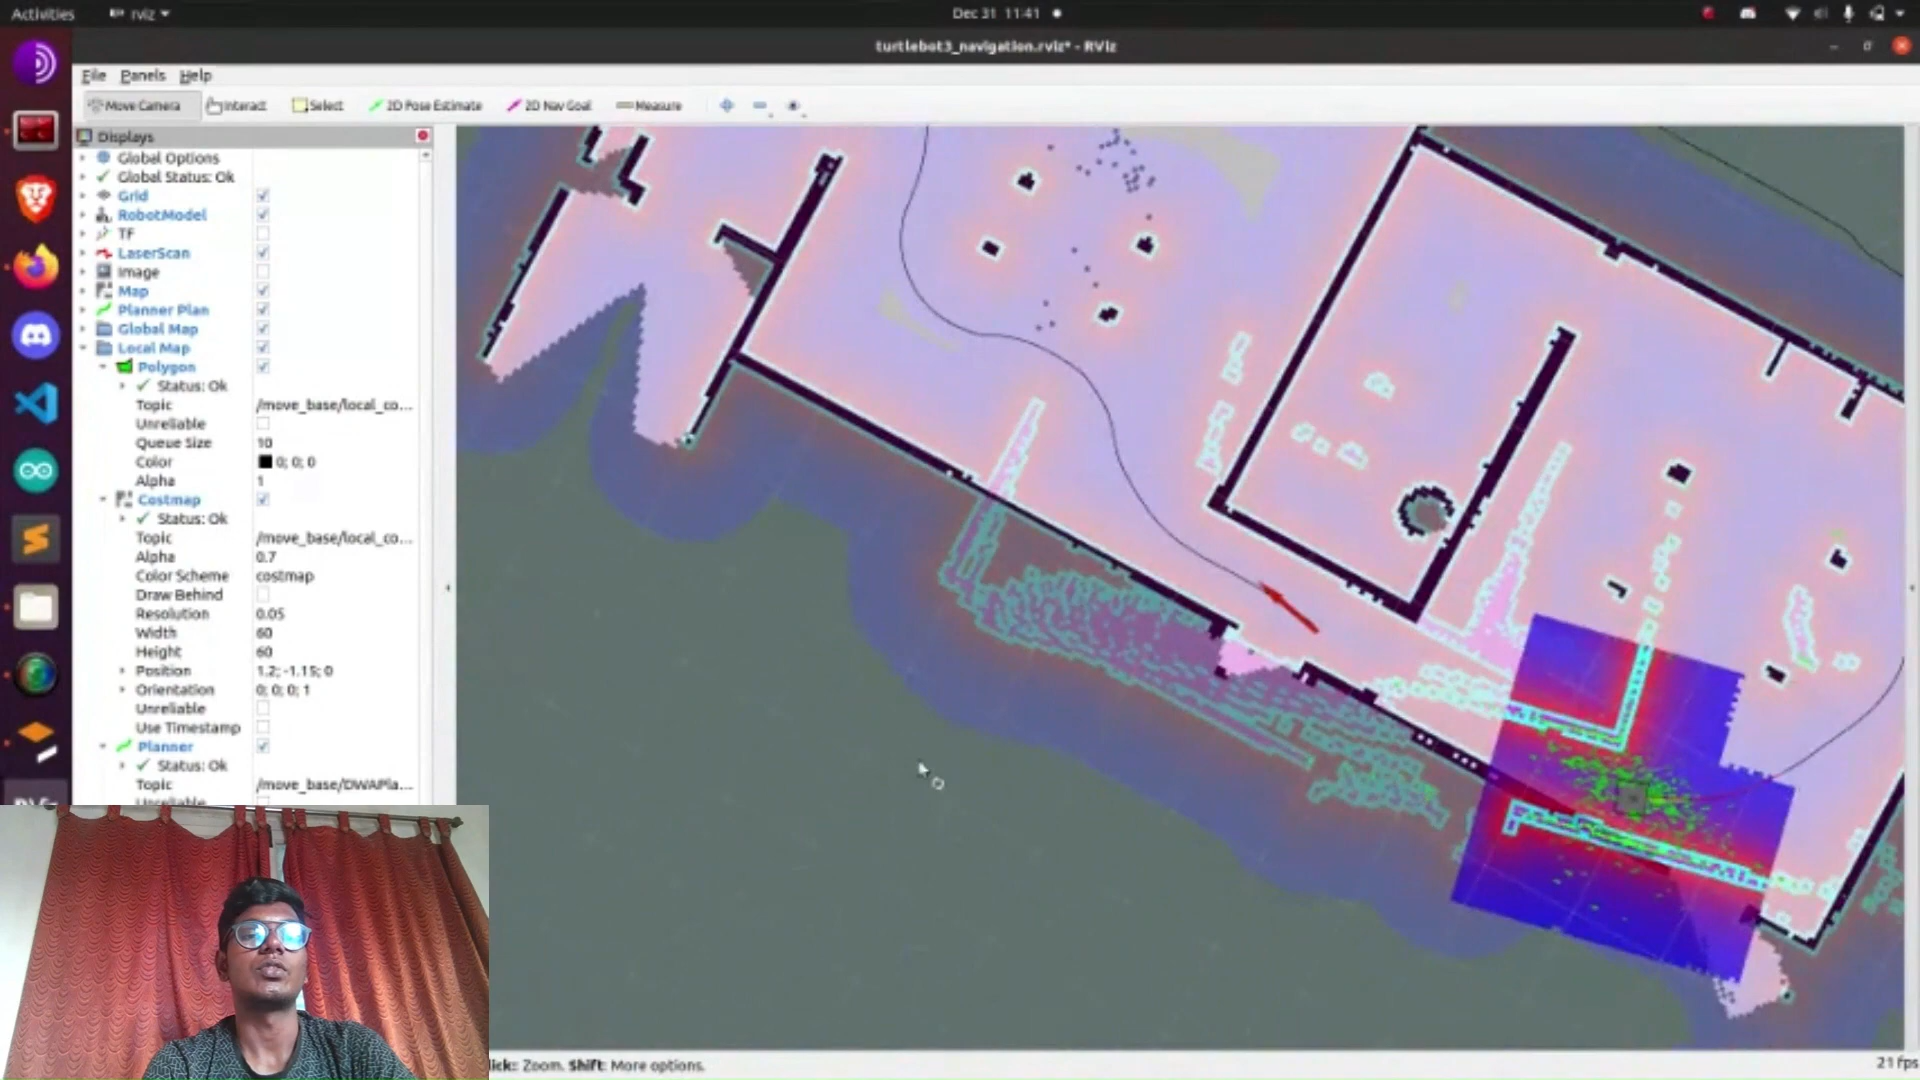 Activities rviz Dec 31 11:41
turtlebot3_navigation.rviz* - RViz
File Panels Help
Move Camera Interact Select 2D Pose Estimate 2D Nav Goal Measure
Displays
Global Options
Global Status: Ok
Grid
RobotModel
TF
LaserScan
Image
Map
Planner Plan
Global Map
Local Map
Polygon
Status: Ok
Topic /move_base/local_co...
Unreliable
Queue Size 10
Color 0; 0; 0
Alpha 1
Costmap
Status: Ok
Topic /move_base/local_co...
Alpha 0.7
Color Scheme costmap
Draw Behind
Resolution 0.05
Width 60
Height 60
Position 1.2; -1.15; 0
Orientation 0; 0; 0; 1
Unreliable
Use Timestamp
Planner
Status: Ok
Topic /move_base/DWAPla...
Unreliable
lick: Zoom. Shift: More options.
21 fps